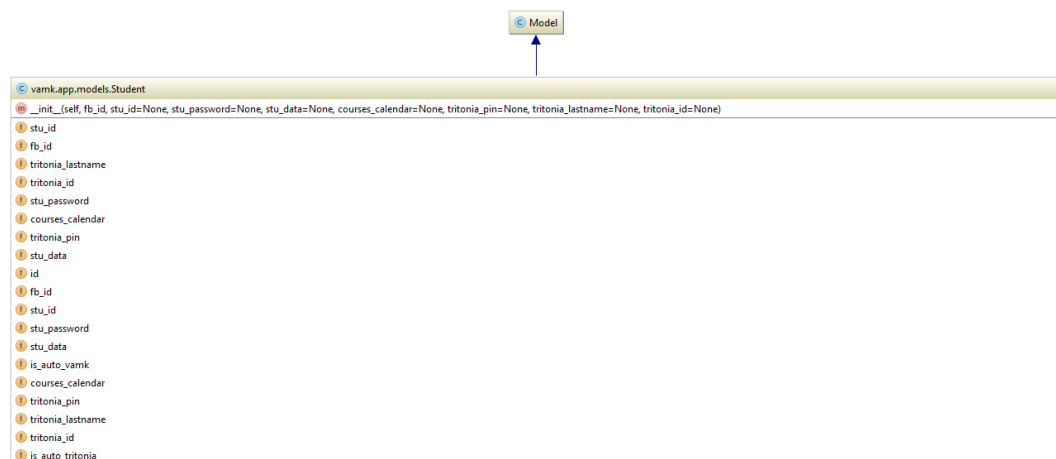 C Model
C vamk.app.models.Student
m __init__(self, fb_id, stu_id=None, stu_password=None, stu_data=None, courses_calendar=None, tritonia_pin=None, tritonia_lastname=None, tritonia_id=None)
f stu_id
f fb_id
f tritonia_lastname
f tritonia_id
f stu_password
f courses_calendar
f tritonia_pin
f stu_data
f id
f fb_id
f stu_id
f stu_password
f stu_data
f is_auto_vamk
f courses_calendar
f tritonia_pin
f tritonia_lastname
f tritonia_id
f is_auto_tritonia